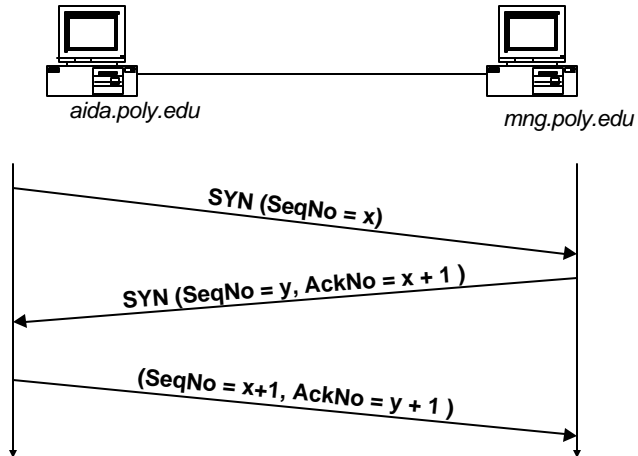 aida.poly.edu
mng.poly.edu
SYN (SeqNo = x)
SYN (SeqNo = y, AckNo = x + 1 )
(SeqNo = x+1, AckNo = y + 1 )